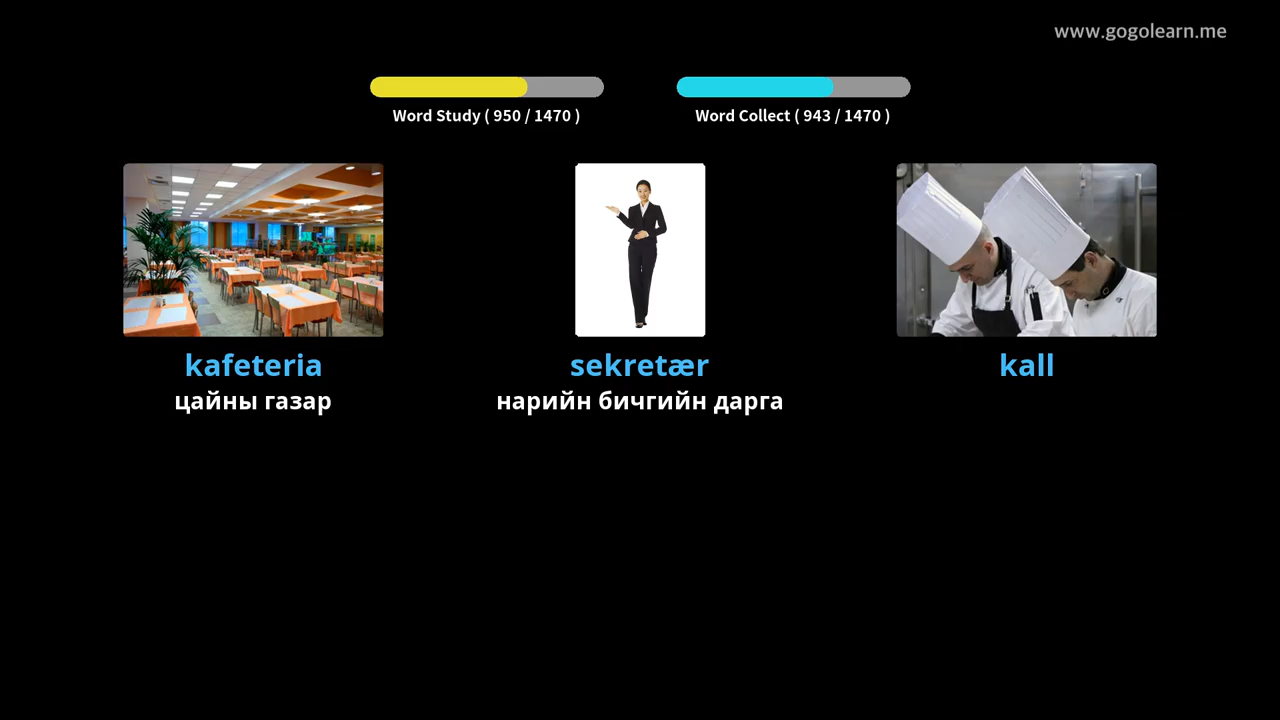 www.gogolearn.me
Word Study ( 950 / 1470 )
Word Collect ( 943 / 1470 )
kafeteria
цайны газар
sekretær
нарийн бичгийн дарга
kall